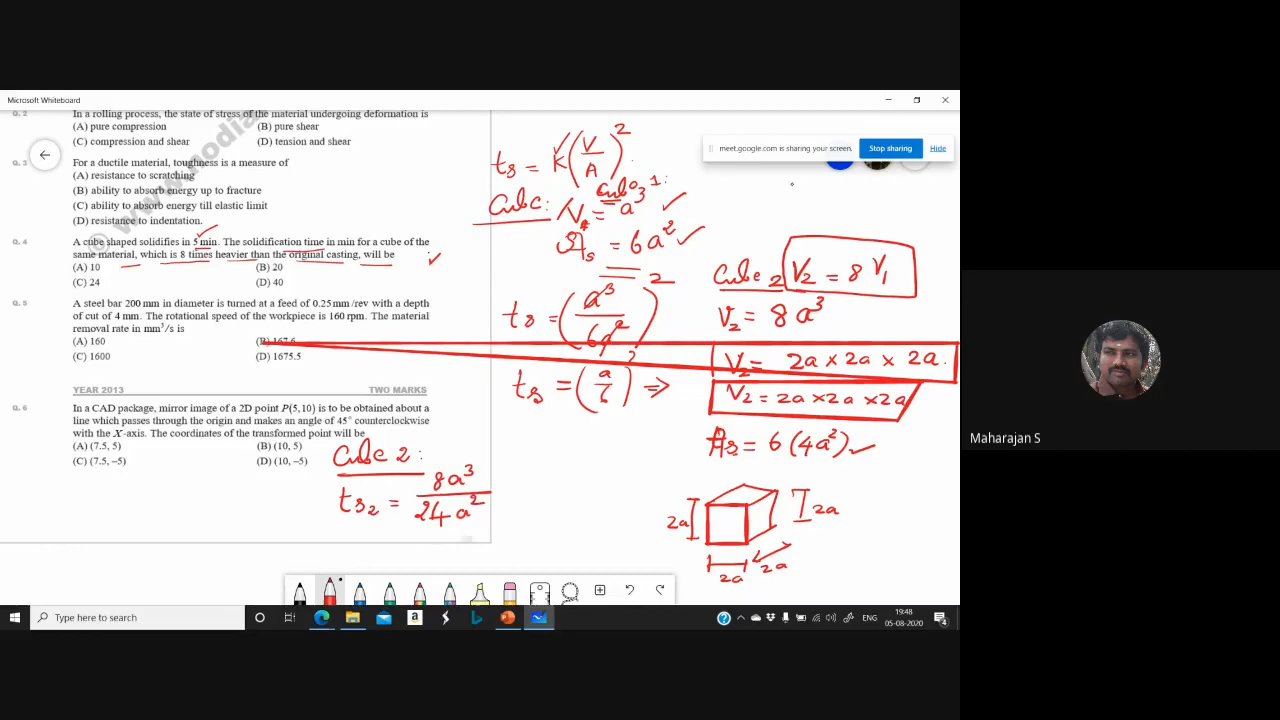 Microsoft Whiteboard
Q. 2 In a rolling process, the state of stress of the material undergoing deformation is
(A) pure compression (B) pure shear
(C) compression and shear (D) tension and shear
Q. 3 For a ductile material, toughness is a measure of
(A) resistance to scratching
(B) ability to absorb energy up to fracture
(C) ability to absorb energy till elastic limit
(D) resistance to indentation.
Q. 4 A cube shaped solidifies in 5 min. The solidification time in min for a cube of the
same material, which is 8 times heavier than the original casting, will be
(A) 10 (B) 20
(C) 24 (D) 40
Q. 5 A steel bar 200 mm in diameter is turned at a feed of 0.25 mm/rev with a depth
of cut of 4 mm. The rotational speed of the workpiece is 160 rpm. The material
removal rate in mm³/s is
(A) 160 (B) 167.6
(C) 1600 (D) 1675.5
YEAR 2013 TWO MARKS
Q. 6 In a CAD package, mirror image of a 2D point P(5,10) is to be obtained about a
line which passes through the origin and makes an angle of 45° counterclockwise
with the X-axis. The coordinates of the transformed point will be
(A) (7.5, 5) (B) (10, 5)
(C) (7.5, −5) (D) (10, −5)
© www.nodia
Cube 2:
ts₂ = 8a³ / 24a²
ts = K(V/A)²
Cube:
V = a³
As = 6a²
ts = (a³/6a²)²
ts = (a/6)² ⇒
Cube 2 V₂ = 8V₁
V₂ = 8a³
V₂ = 2a × 2a × 2a.
V₂ = 2a × 2a × 2a
As = 6(4a²)
2a 2a
2a 2a
meet.google.com is sharing your screen. Stop sharing Hide
Maharajan S
Type here to search
ENG
19:48
05-08-2020
4